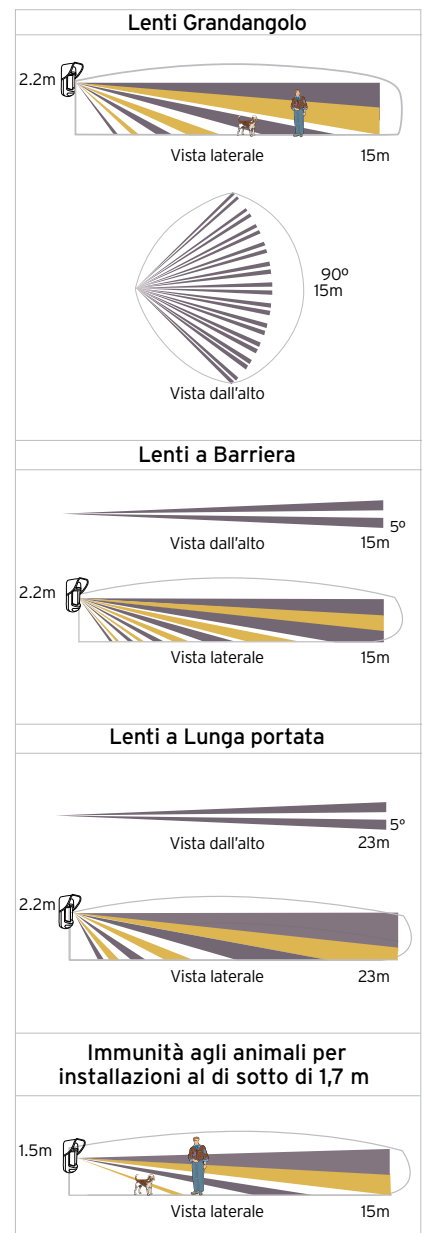 Lenti Grandangolo
2.2m
Vista laterale 15m
90º
15m
Vista dall'alto
Lenti a Barriera
5º
Vista dall'alto 15m
2.2m
Vista laterale 15m
Lenti a Lunga portata
5º
Vista dall'alto 23m
2.2m
Vista laterale 23m
Immunità agli animali per
installazioni al di sotto di 1,7 m
1.5m
Vista laterale 15m